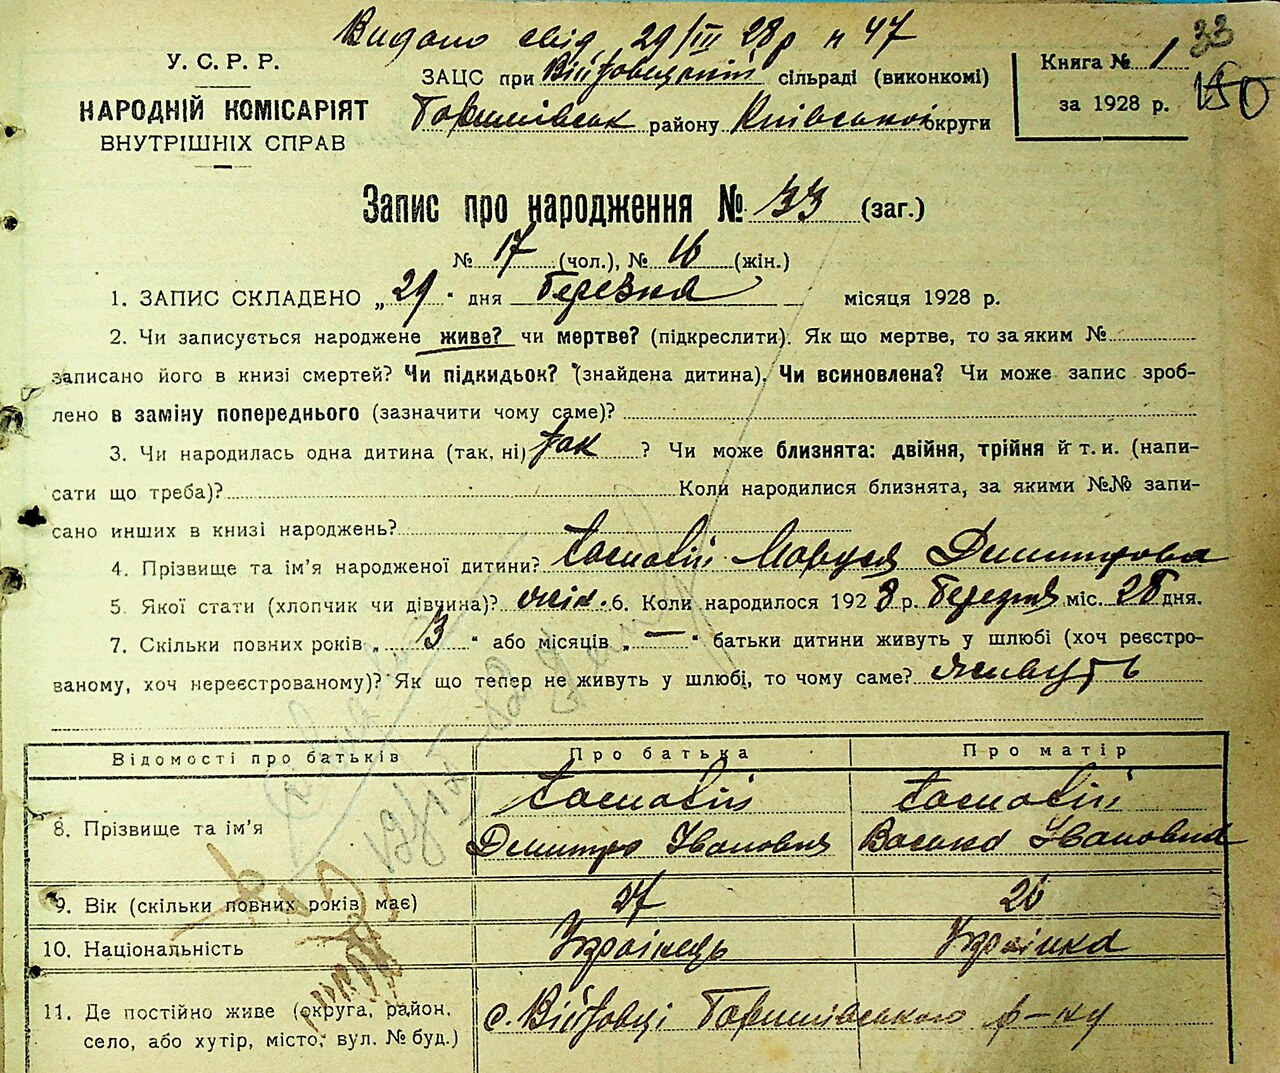 Видано свід. 29/III 28 р н 47
33
У. С. Р. Р.
НАРОДНІЙ КОМІСАРІЯТ
ВНУТРІШНІХ СПРАВ
ЗАЦС при Війтовецькій сільраді (виконкомі)
району Київської округи
Книга № 1
за 1928 р. 150
Запис про народження № 33 (заг.)
№ 17 (чол.), № 16 (жін.)
1. ЗАПИС СКЛАДЕНО „ 29 " дня Березня місяця 1928 р.
2. Чи записується народжене живе? чи мертве? (підкреслити). Як що мертве, то за яким №
записано його в книзі смертей? Чи підкидьок? (знайдена дитина). Чи всиновлена? Чи може запис зроб-
лено в заміну попереднього (зазначити чому саме)?
3. Чи народилась одна дитина (так, ні) так ? Чи може близнята: двійня, трійня й т. и. (напи-
сати що треба)? Коли народилися близнята, за якими №№ запи-
сано инших в книзі народжень?
4. Прізвище та ім'я народженої дитини? Маруся Дмитрова
5. Якої стати (хлопчик чи дівчина)? жін. 6. Коли народилося 1928 р. Березня міс. 28 дня.
7. Скільки повних років „ 3 " або місяців „ — " батьки дитини живуть у шлюбі (хоч реєстро-
ваному, хоч нереєстрованому)? Як що тепер не живуть у шлюбі, то чому саме? живуть
Відомості про батьків Про батька Про матір
8. Прізвище та ім'я
Дмитро Іванович Іванівна
9. Вік (скільки повних років має) 27 26
10. Національність Українець Українка
11. Де постійно живе (округа, район, с. Війтовці р-ну
село, або хутір, місто, вул. № буд.)